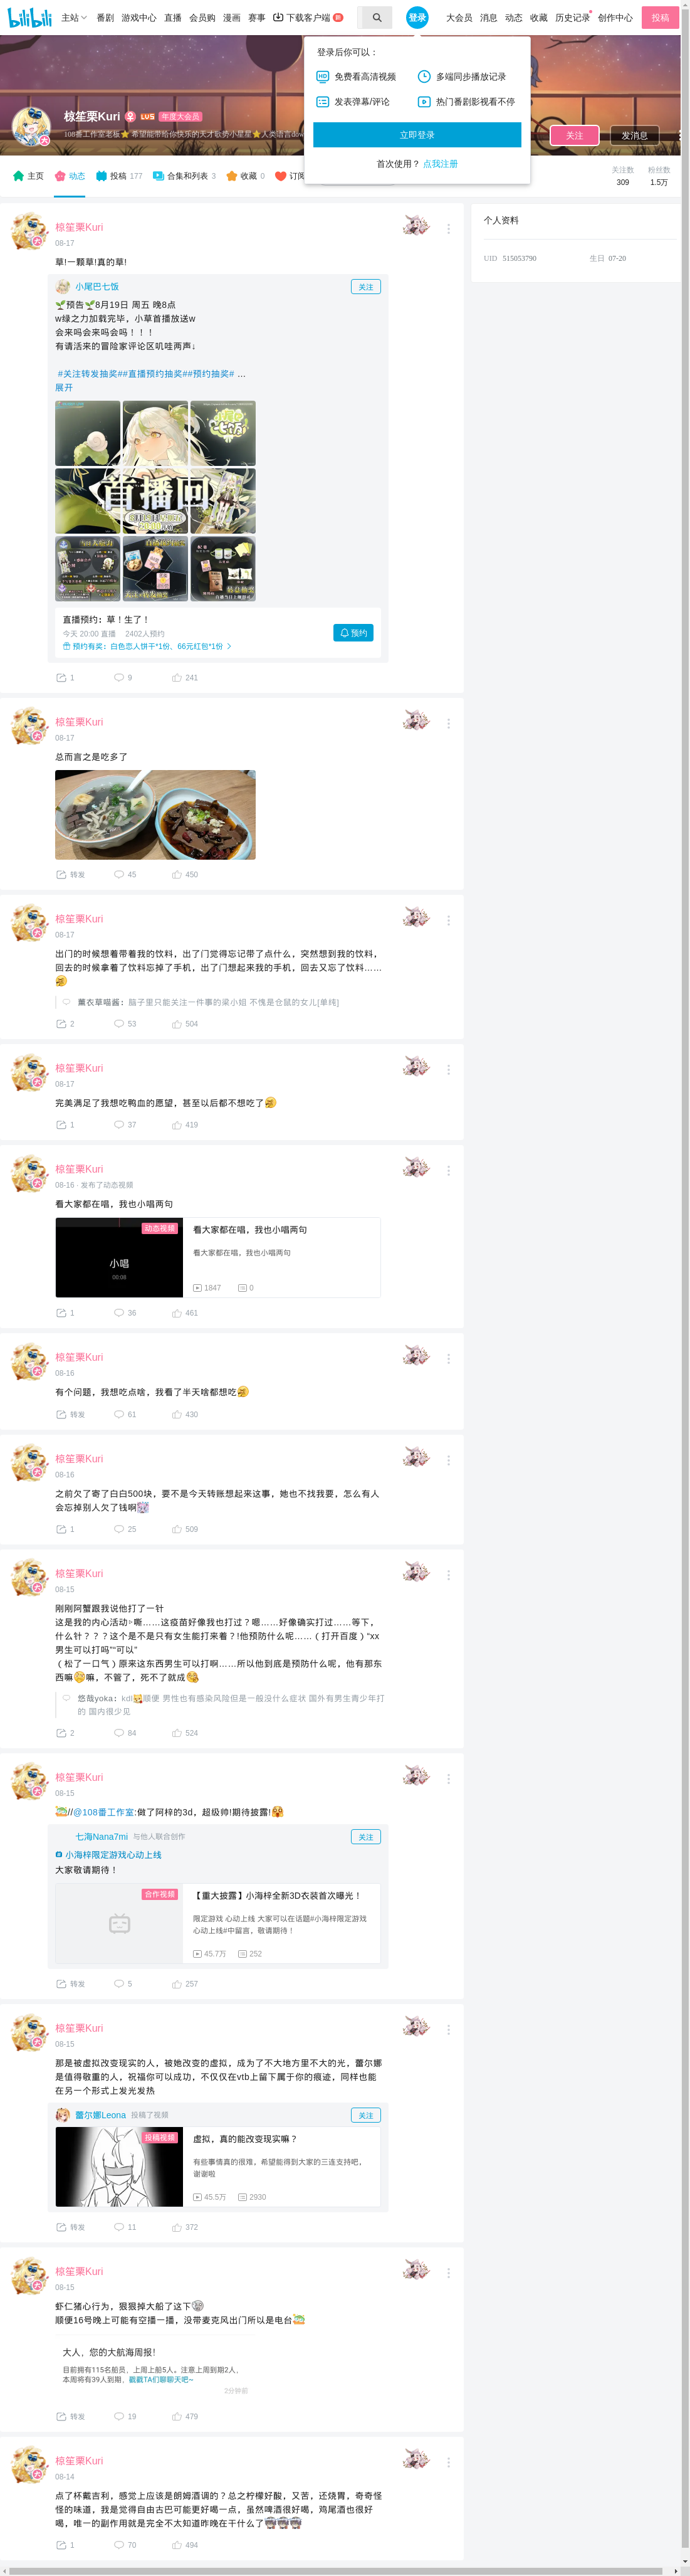 bilibili 主站 番剧 游戏中心 直播 会员购 漫画 赛事 下载客户端 登录 大会员 消息 动态 收藏 历史记录 创作中心 投稿
登录后你可以：
免费看高清视频 多端同步播放记录
发表弹幕/评论 热门番剧影视看不停
立即登录
首次使用？ 点我注册
椋笙栗Kuri LV5 年度大会员
关注 发消息
主页 动态 投稿 177 合集和列表 3 收藏 0 订阅
关注数 粉丝数
309 1.5万
个人资料
UID 515053790 生日 07-20
椋笙栗Kuri
08-17
草!一颗草!真的草!
小尾巴七饭 关注
🌱预告🌱8月19日 周五 晚8点
w绿之力加载完毕，小草首播放送w
会来吗会来吗会吗！！！
有请活来的冒险家评论区叽哇两声↓
#关注转发抽奖##直播预约抽奖##预约抽奖# ...
展开
首播回
直播预约：草！生了！
今天 20:00 直播 2402人预约
预约有奖：白色恋人饼干*1份、66元红包*1份
预约
1 9 241
椋笙栗Kuri
08-17
总而言之是吃多了
转发 45 450
椋笙栗Kuri
08-17
出门的时候想着带着我的饮料，出了门觉得忘记带了点什么，突然想到我的饮料，
回去的时候拿着了饮料忘掉了手机，出了门想起来我的手机，回去又忘了饮料……
薰衣草喵酱：脑子里只能关注一件事的梁小姐 不愧是仓鼠的女儿[单纯]
2 53 504
椋笙栗Kuri
08-17
完美满足了我想吃鸭血的愿望，甚至以后都不想吃了
1 37 419
椋笙栗Kuri
08-16 · 发布了动态视频
看大家都在唱，我也小唱两句
动态视频
小唱
00:08
看大家都在唱，我也小唱两句
看大家都在唱，我也小唱两句
1847 0
1 36 461
椋笙栗Kuri
08-16
有个问题，我想吃点啥，我看了半天啥都想吃
转发 61 430
椋笙栗Kuri
08-16
之前欠了寄了白白500块，要不是今天转账想起来这事，她也不找我要，怎么有人
会忘掉别人欠了钱啊
1 25 509
椋笙栗Kuri
08-15
刚刚阿蟹跟我说他打了一针
这是我的内心活动▹嘶……这疫苗好像我也打过？嗯……好像确实打过……等下，
什么针？？？这个是不是只有女生能打来着？!他预防什么呢……（打开百度）“xx
男生可以打吗”“可以”
（松了一口气）原来这东西男生可以打啊……所以他到底是预防什么呢，他有那东
西嘛 嘛，不管了，死不了就成
悠哉yoka：kdl 顺便 男性也有感染风险但是一般没什么症状 国外有男生青少年打
的 国内很少见
2 84 524
椋笙栗Kuri
08-15
//@108番工作室:做了阿梓的3d，超级帅!期待披露!
七海Nana7mi 与他人联合创作 关注
小海梓限定游戏心动上线
大家敬请期待！
合作视频
【重大披露】小海梓全新3D衣装首次曝光！
限定游戏 心动上线 大家可以在话题#小海梓限定游戏
心动上线#中留言，敬请期待！
45.7万 252
转发 5 257
椋笙栗Kuri
08-15
那是被虚拟改变现实的人，被她改变的虚拟，成为了不大地方里不大的光，蕾尔娜
是值得敬重的人，祝福你可以成功，不仅仅在vtb上留下属于你的痕迹，同样也能
在另一个形式上发光发热
蕾尔娜Leona 投稿了视频 关注
投稿视频
虚拟，真的能改变现实嘛？
有些事情真的很难，希望能得到大家的三连支持吧，
谢谢啦
45.5万 2930
转发 11 372
椋笙栗Kuri
08-15
虾仁猪心行为，狠狠掉大船了这下
顺便16号晚上可能有空播一播，没带麦克风出门所以是电台
大人，您的大航海周报！
目前拥有115名船员，上周上船5人。注意上周到期2人，
本周将有39人到期，戳戳TA们聊聊天吧~
2分钟前
转发 19 479
椋笙栗Kuri
08-14
点了杯戴吉利，感觉上应该是朗姆酒调的？总之柠檬好酸，又苦，还烧胃，奇奇怪
怪的味道，我是觉得自由古巴可能更好喝一点，虽然啤酒很好喝，鸡尾酒也很好
喝，唯一的副作用就是完全不太知道昨晚在干什么了
1 70 494